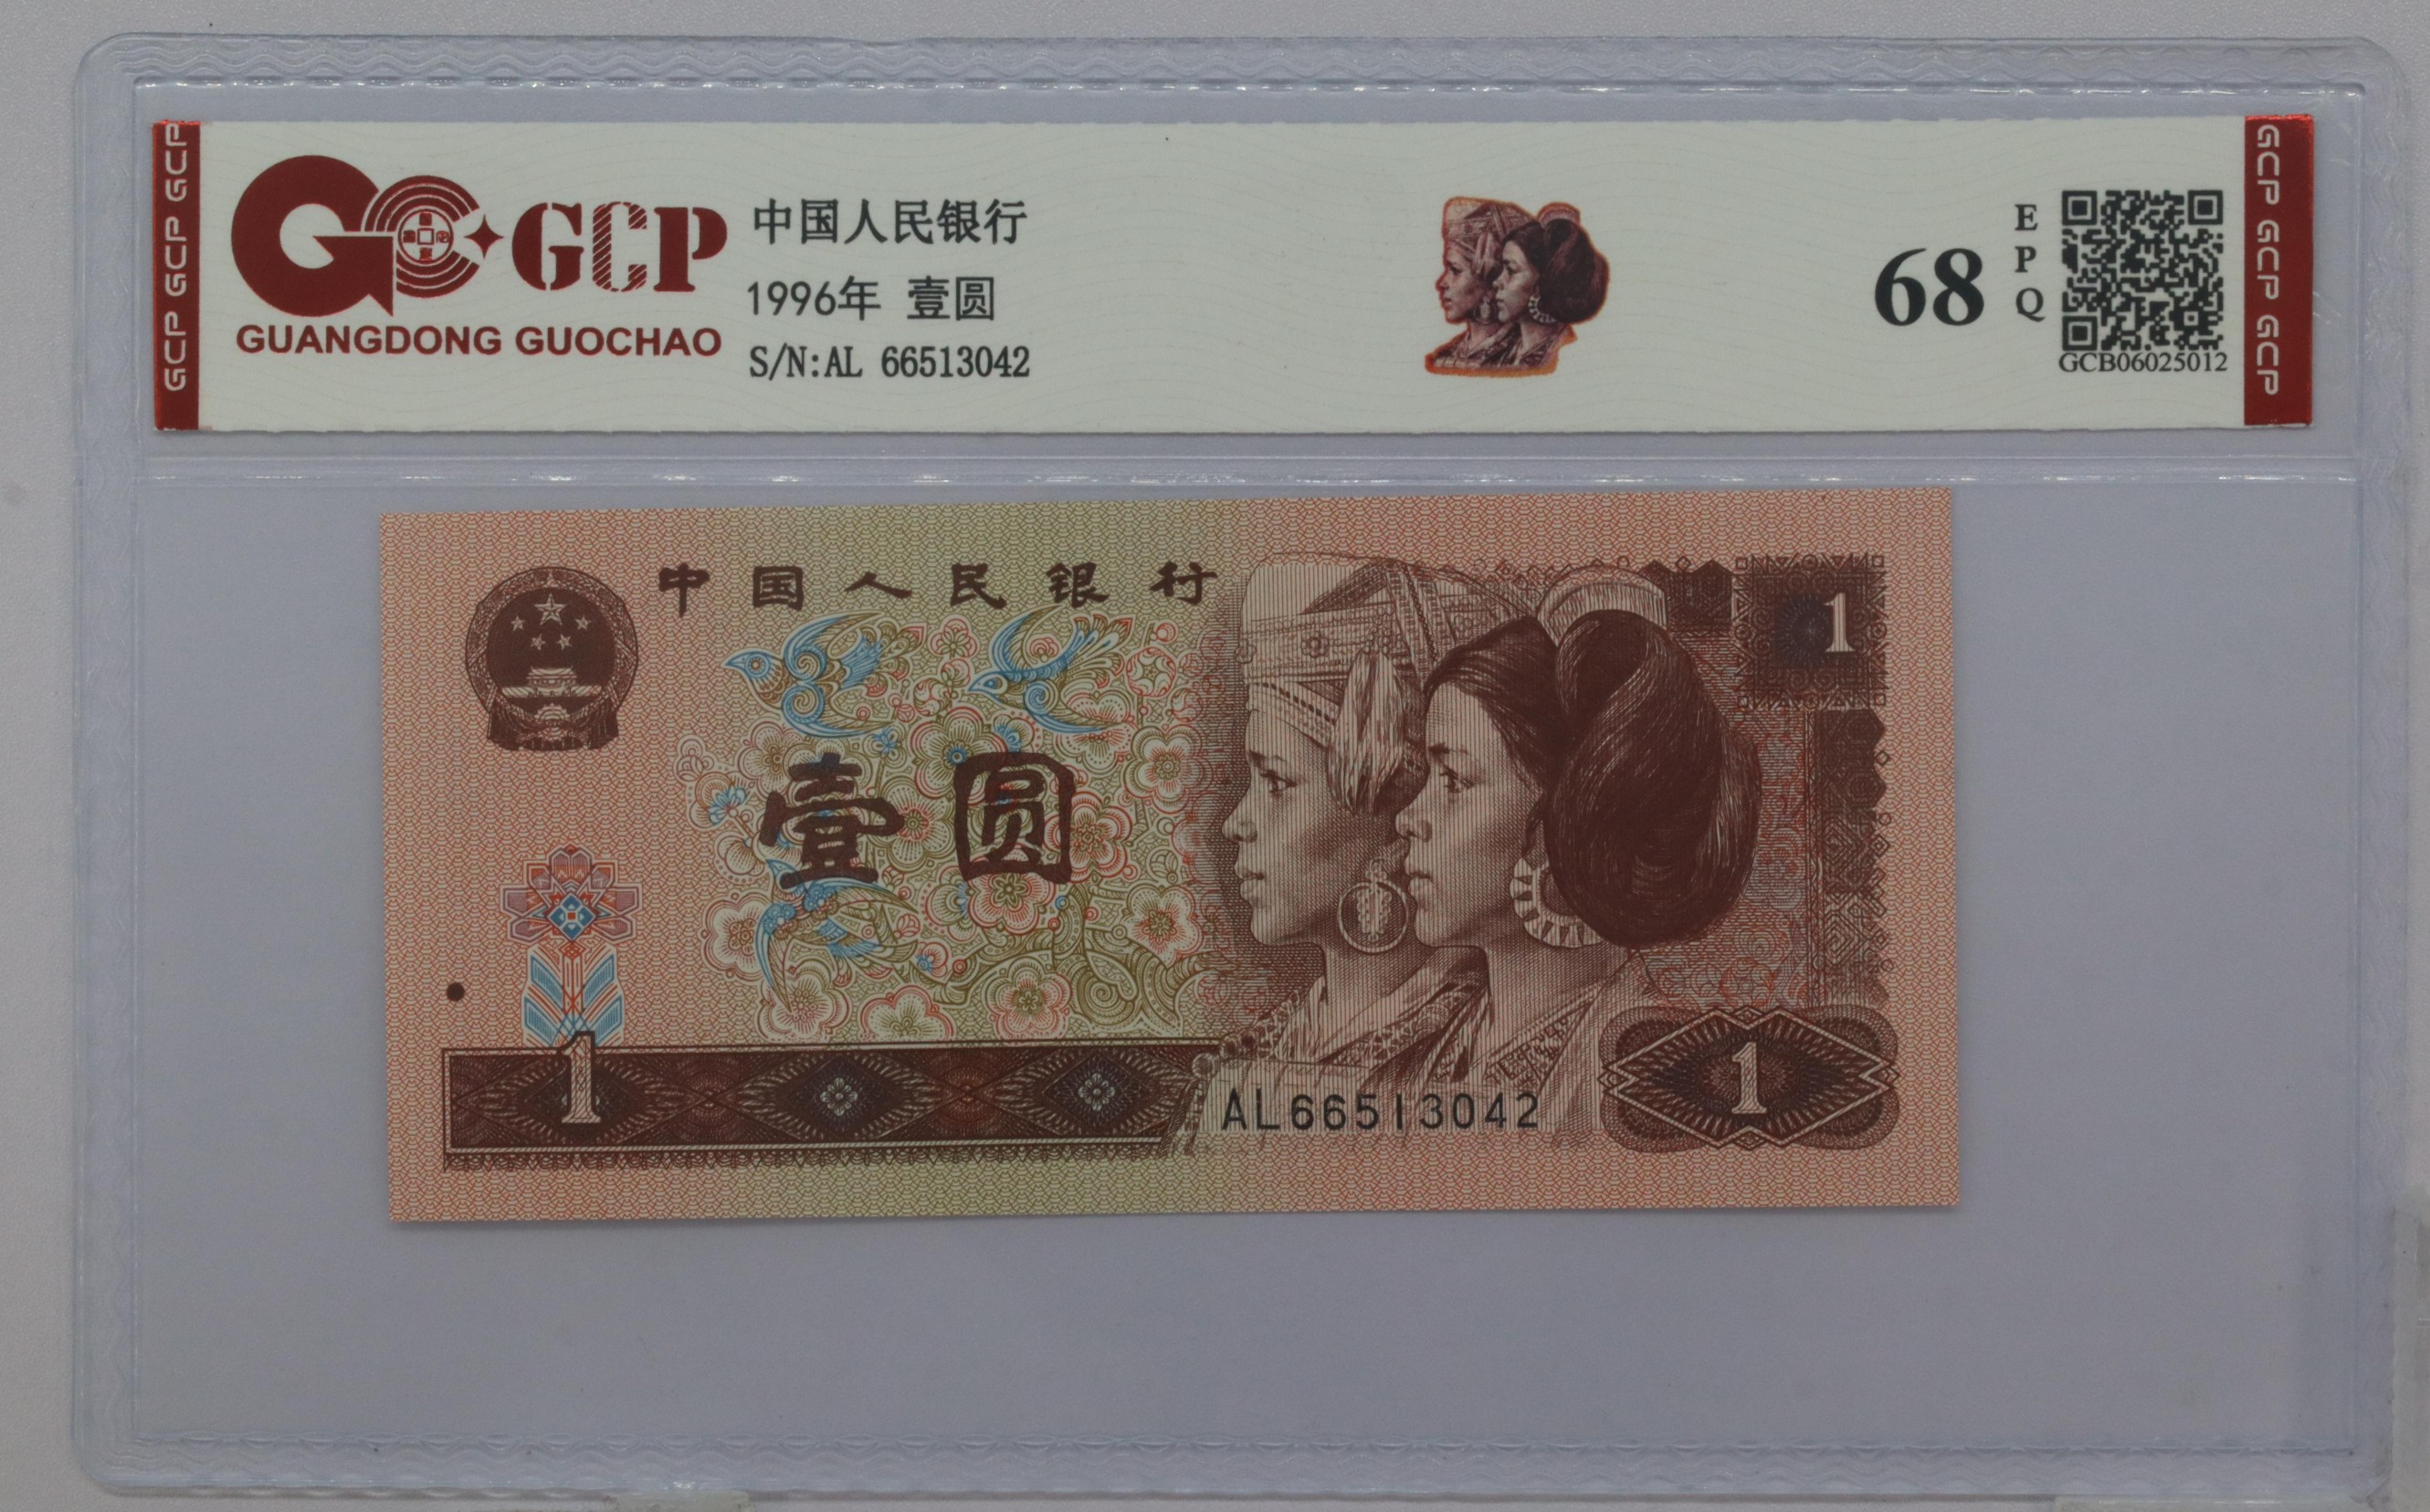 GCP GCP GCP
GCP
GUANGDONG GUOCHAO
中国人民银行
1996年 壹圆
S/N:AL 66513042
68
EPQ
GCB06025012
GCP GCP GCP
中国人民银行
1
壹圆
1
AL66513042
1